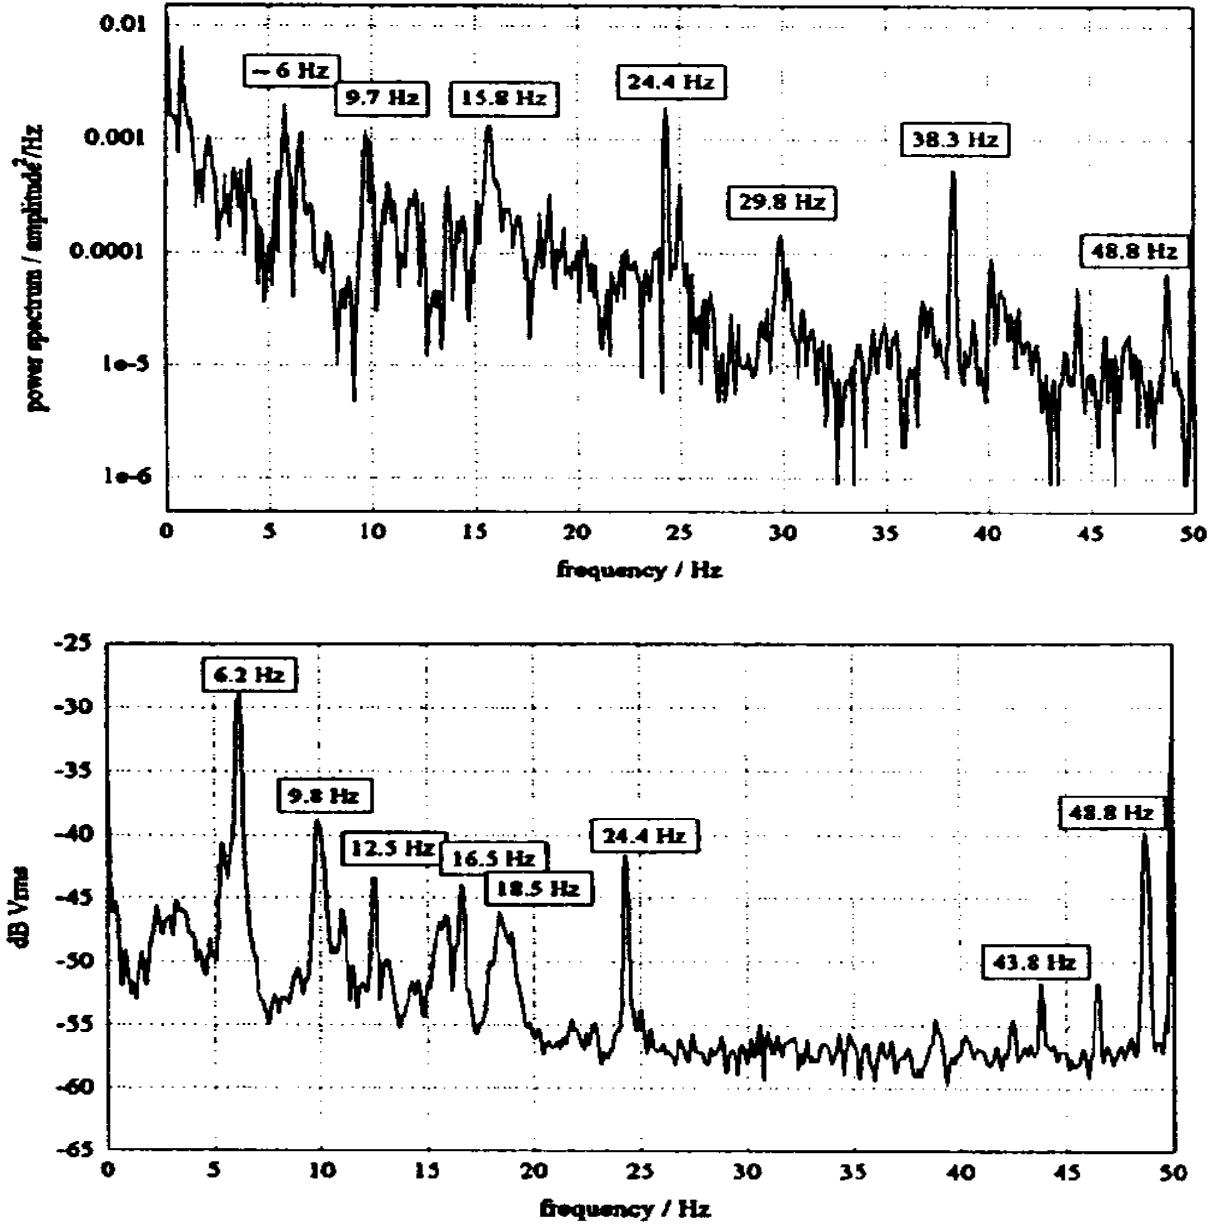 0.01
~ 6 Hz
9.7 Hz
15.8 Hz
24.4 Hz
0.001
38.3 Hz
29.8 Hz
0.0001
48.8 Hz
1e-5
1e-6
power spectrum / amplitude²/Hz
0 5 10 15 20 25 30 35 40 45 50
frequency / Hz
-25
6.2 Hz
-30
-35
9.8 Hz
48.8 Hz
-40
12.5 Hz
16.5 Hz
24.4 Hz
18.5 Hz
-45
-50
43.8 Hz
-55
-60
-65
dB Vrms
0 5 10 15 20 25 30 35 40 45 50
frequency / Hz